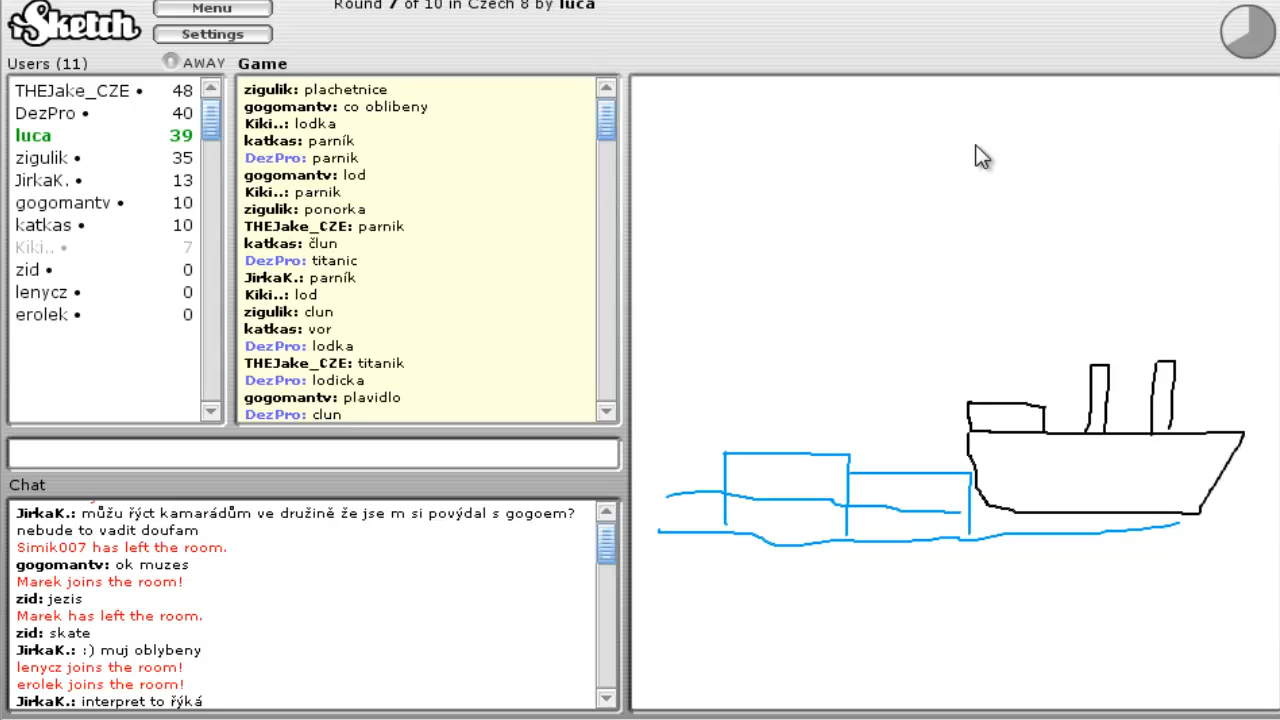 iSketch
Menu
Settings
Round 7 of 10 in Czech 8 by luca
Users (11)
AWAY
THEJake_CZE • 48
DezPro • 40
luca 39
zigulik • 35
JirkaK. • 13
gogomantv • 10
katkas • 10
Kiki.. • 7
zid • 0
lenycz • 0
erolek • 0
Game
zigulik: plachetnice
gogomantv: co oblibeny
Kiki..: lodka
katkas: parník
DezPro: parnik
gogomantv: lod
Kiki..: parnik
zigulik: ponorka
THEJake_CZE: parnik
katkas: člun
DezPro: titanic
JirkaK.: parník
Kiki..: lod
zigulik: clun
katkas: vor
DezPro: lodka
THEJake_CZE: titanik
DezPro: lodicka
gogomantv: plavidlo
DezPro: clun
Chat
JirkaK.: můžu řýct kamarádům ve družině že jse m si povýdal s gogoem?
nebude to vadit doufam
Simik007 has left the room.
gogomantv: ok muzes
Marek joins the room!
zid: jezis
Marek has left the room.
zid: skate
JirkaK.: :) muj oblybeny
lenycz joins the room!
erolek joins the room!
JirkaK.: interpret to řýká